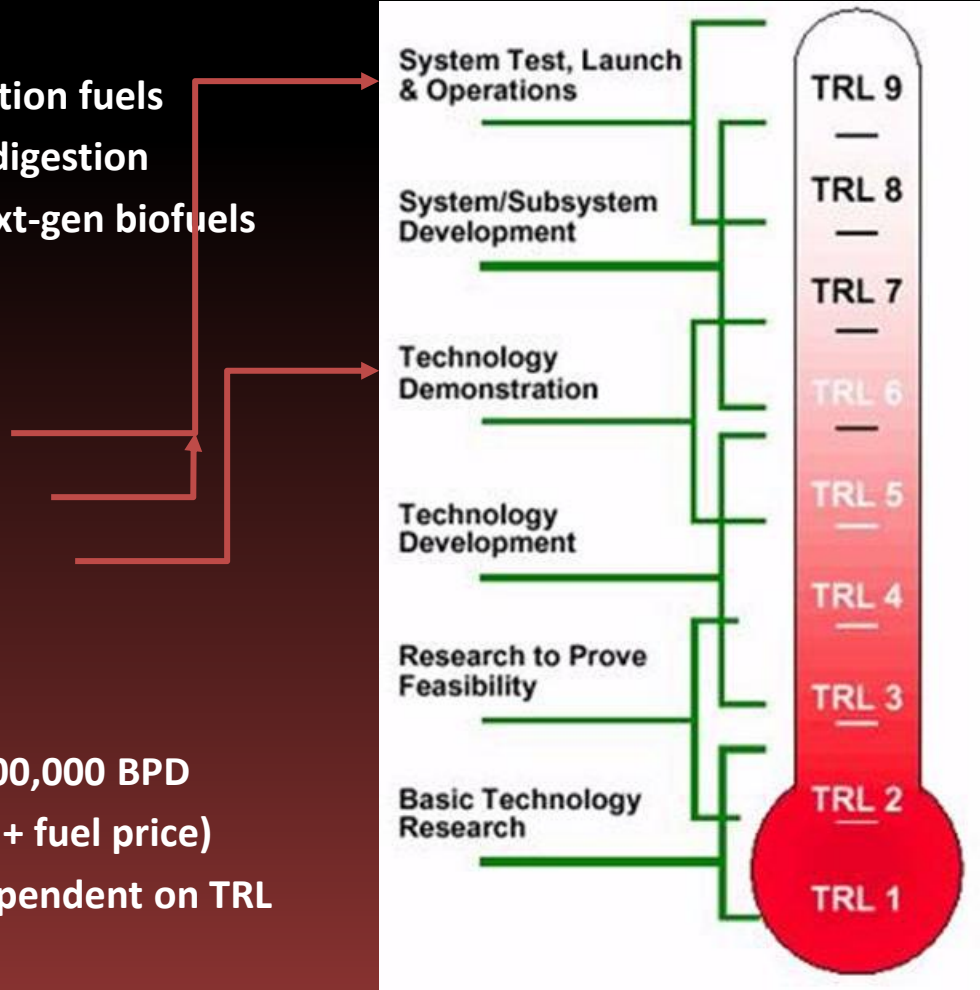 tion fuels
digestion
xt-gen biofuels
00,000 BPD
+ fuel price)
pendent on TRL
System Test, Launch
& Operations
System/Subsystem
Development
Technology
Demonstration
Technology
Development
Research to Prove
Feasibility
Basic Technology
Research
TRL 9
TRL 8
TRL 7
TRL 6
TRL 5
TRL 4
TRL 3
TRL 2
TRL 1